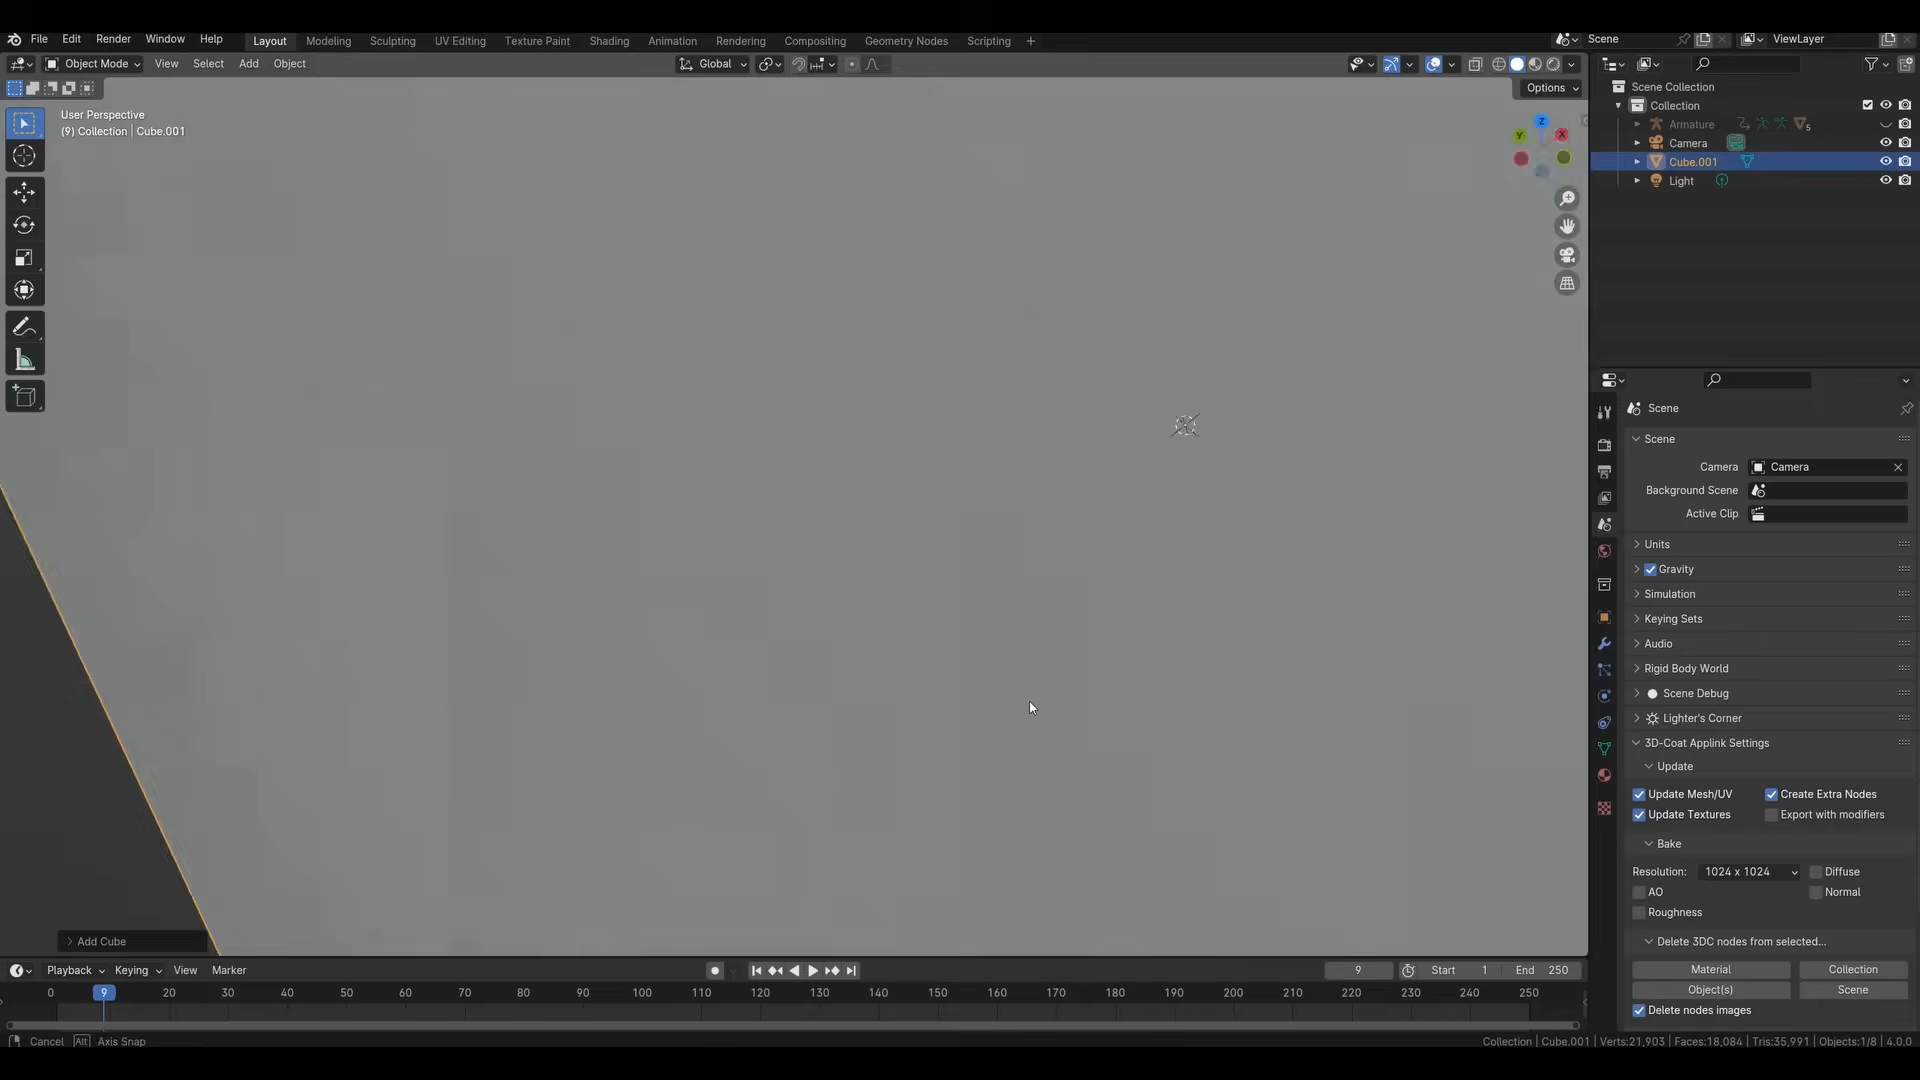 File Edit Render Window Help Layout Modeling Sculpting UV Editing Texture Paint Shading Animation Rendering Compositing Geometry Nodes Scripting + Scene ViewLayer
Object Mode View Select Add Object Global
Options
User Perspective
(9) Collection | Cube.001
Z
Y
X
Scene Collection
Collection
Armature 5
Camera
Cube.001
Light
Scene
Scene
Camera Camera
Background Scene
Active Clip
Units
Gravity
Simulation
Keying Sets
Audio
Rigid Body World
Scene Debug
Lighter's Corner
3D-Coat Applink Settings
Update
Update Mesh/UV Create Extra Nodes
Update Textures Export with modifiers
Bake
Resolution: 1024 x 1024 Diffuse
AO Normal
Roughness
Delete 3DC nodes from selected...
Material Collection
Object(s) Scene
Delete nodes images
Add Cube
Playback Keying View Marker 9 Start 1 End 250
0 9 20 30 40 50 60 70 80 90 100 110 120 130 140 150 160 170 180 190 200 210 220 230 240 250
Cancel Alt Axis Snap
Collection | Cube.001 | Verts:21,903 | Faces:18,084 | Tris:35,991 | Objects:1/8 | 4.0.0